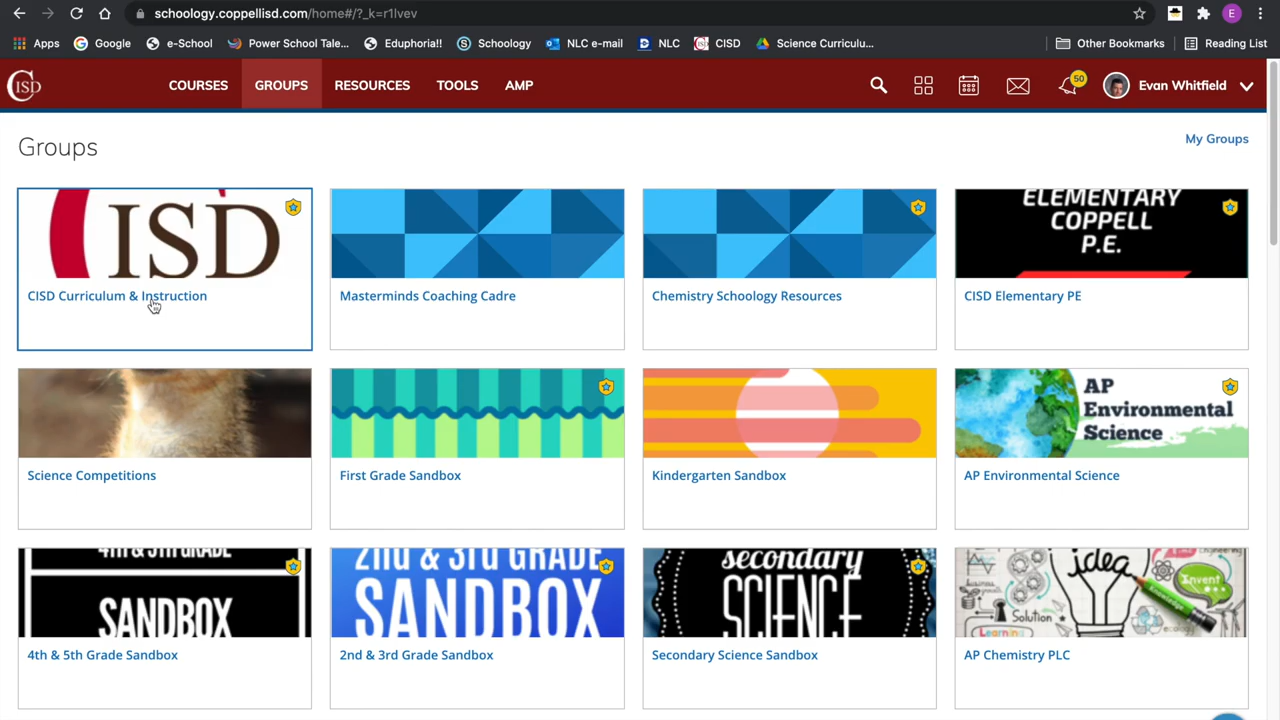 schoology.coppellisd.com/home#/?_k=r1lvev
E
Apps
Google
e-School
Power School Tale...
Eduphoria!!
Schoology
NLC e-mail
NLC
CISD
Science Curriculu...
Other Bookmarks
Reading List
CISD
COURSES
GROUPS
RESOURCES
TOOLS
AMP
50
Evan Whitfield
Groups
My Groups
CISD
ELEMENTARY
COPPELL
P.E.
CISD Curriculum & Instruction
Masterminds Coaching Cadre
Chemistry Schoology Resources
CISD Elementary PE
AP
Environmental
Science
Science Competitions
First Grade Sandbox
Kindergarten Sandbox
AP Environmental Science
4th & 5th GRADE
SANDBOX
2ND & 3RD GRADE
SANDBOX
secondary
SCIENCE
idea
Invent
Solution
Learning
ecology
4th & 5th Grade Sandbox
2nd & 3rd Grade Sandbox
Secondary Science Sandbox
AP Chemistry PLC